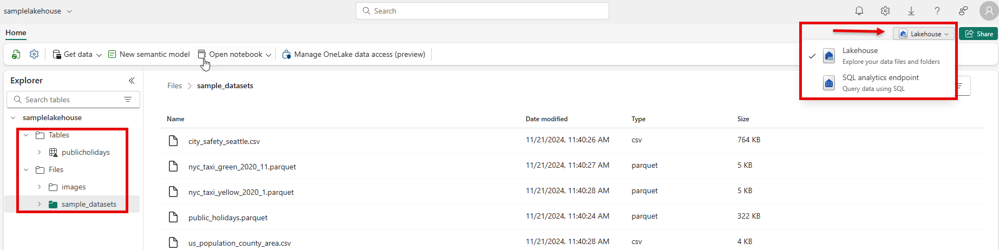 samplelakehouse
Search
Home
Lakehouse
Share
Get data
New semantic model
Open notebook
Manage OneLake data access (preview)
Lakehouse
Explore your data files and folders
SQL analytics endpoint
Query data using SQL
Explorer
Search tables
samplelakehouse
Tables
publicholidays
Files
images
sample_datasets
Files > sample_datasets
Name Date modified Type Size
city_safety_seattle.csv 11/21/2024, 11:40:26 AM csv 764 KB
nyc_taxi_green_2020_11.parquet 11/21/2024, 11:40:27 AM parquet 5 KB
nyc_taxi_yellow_2020_1.parquet 11/21/2024, 11:40:28 AM parquet 5 KB
public_holidays.parquet 11/21/2024, 11:40:24 AM parquet 322 KB
us_population_county_area.csv 11/21/2024, 11:40:28 AM csv 4 KB